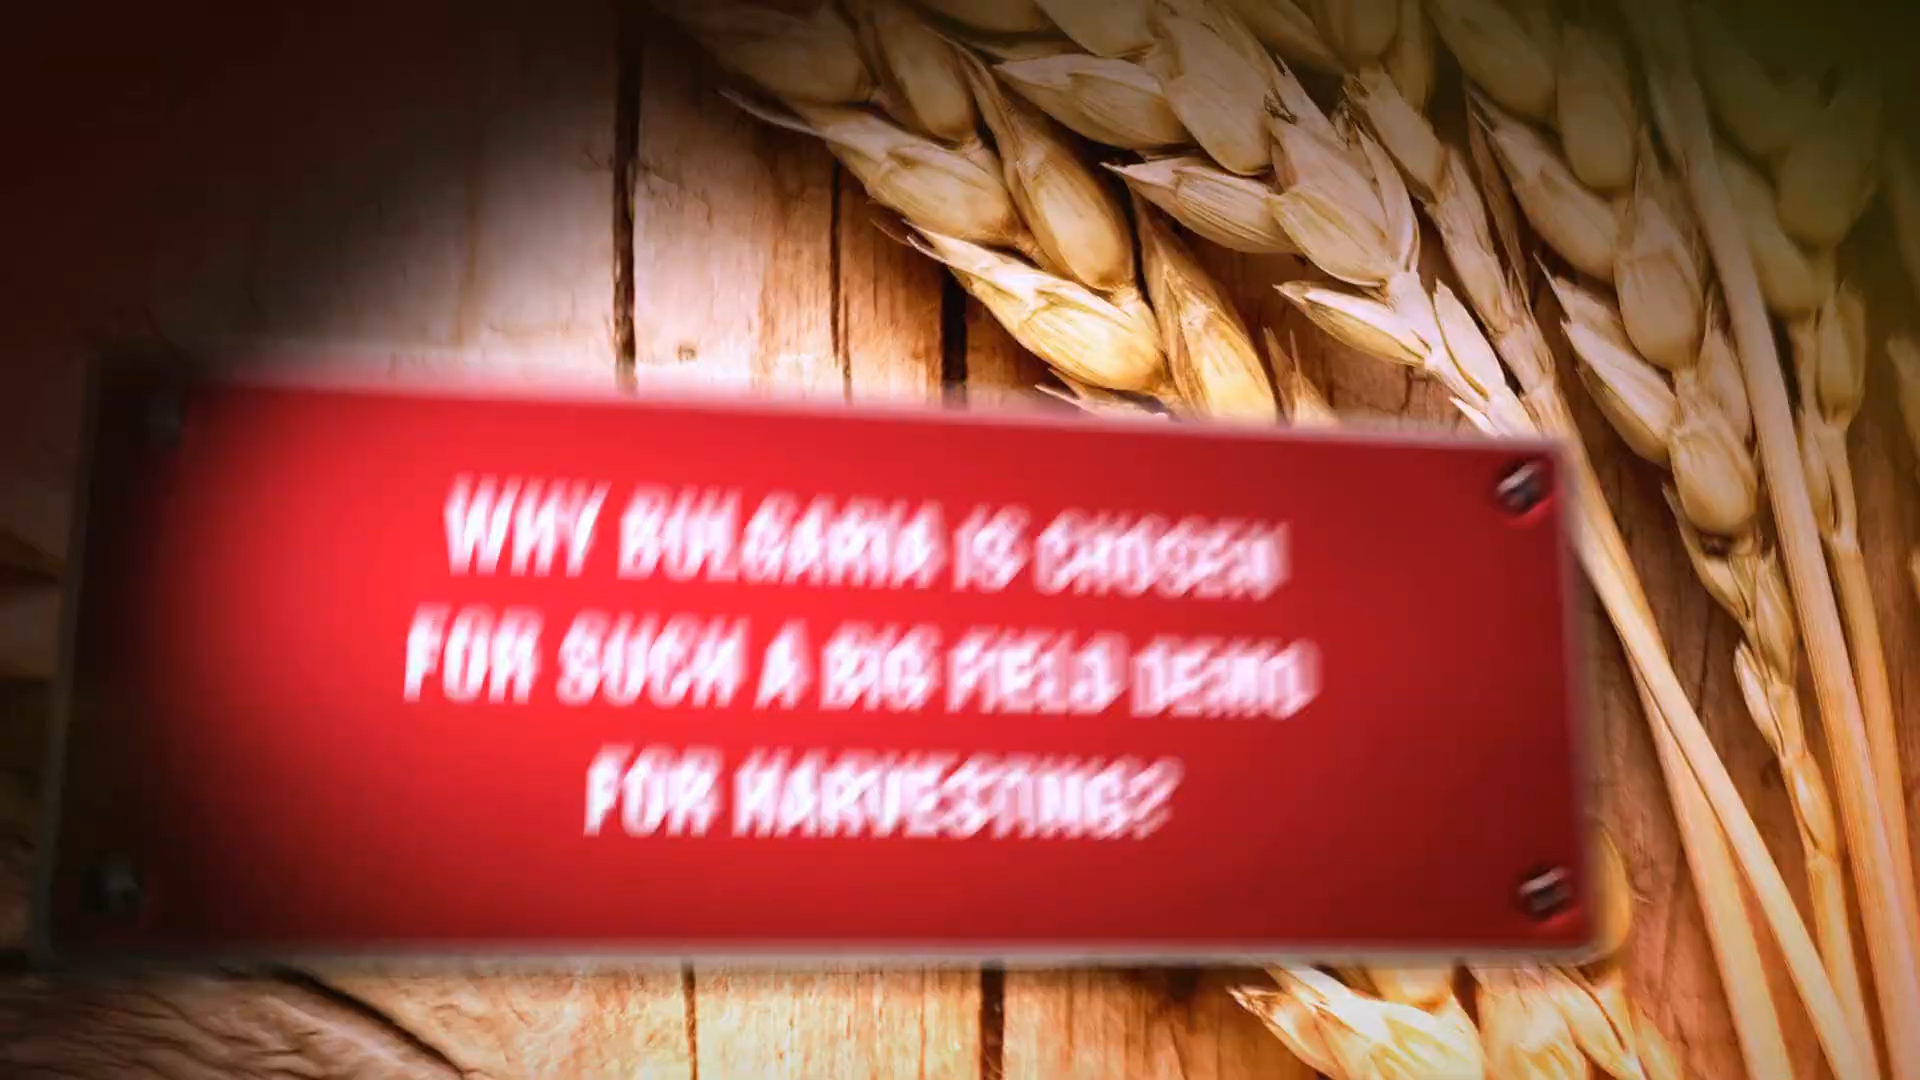 WHY BULGARIA IS CHOSEN
FOR SUCH A BIG FIELD DEMO
FOR HARVESTING?